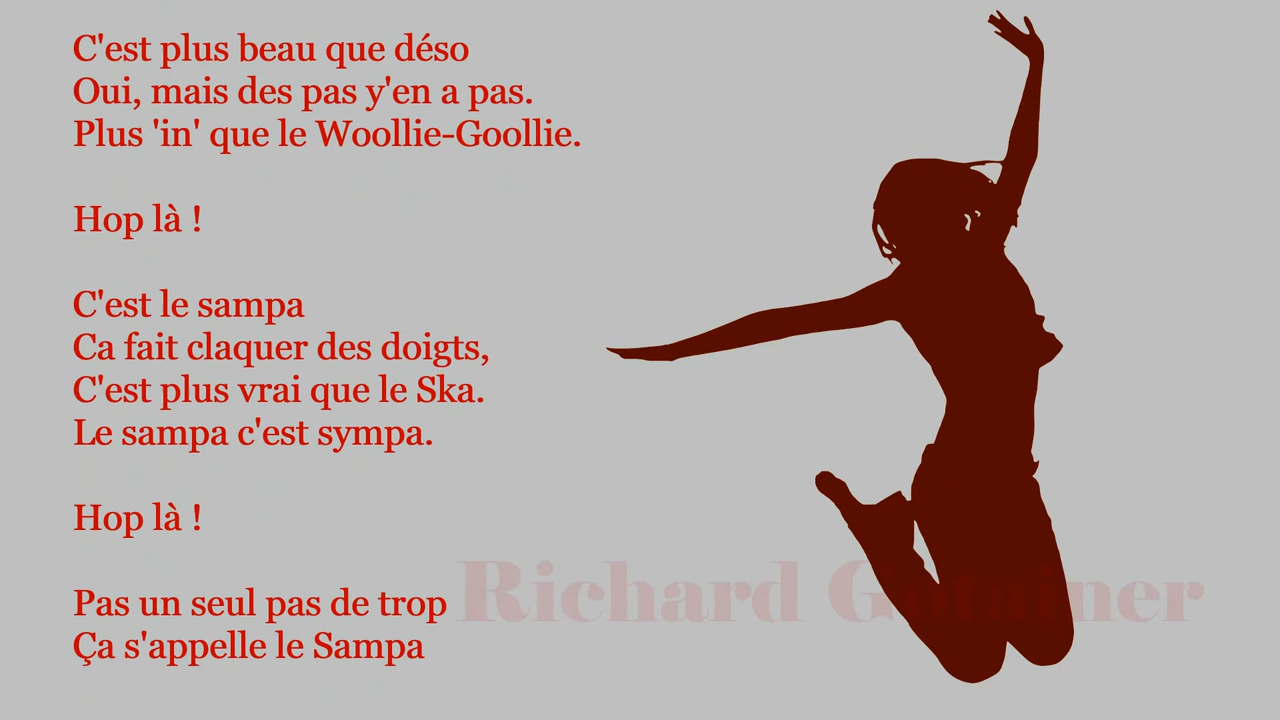 C'est plus beau que déso
Oui, mais des pas y'en a pas.
Plus 'in' que le Woollie-Goollie.
Hop là !
C'est le sampa
Ca fait claquer des doigts,
C'est plus vrai que le Ska.
Le sampa c'est sympa.
Hop là !
Pas un seul pas de trop
Ça s'appelle le Sampa
Richard Gotainer